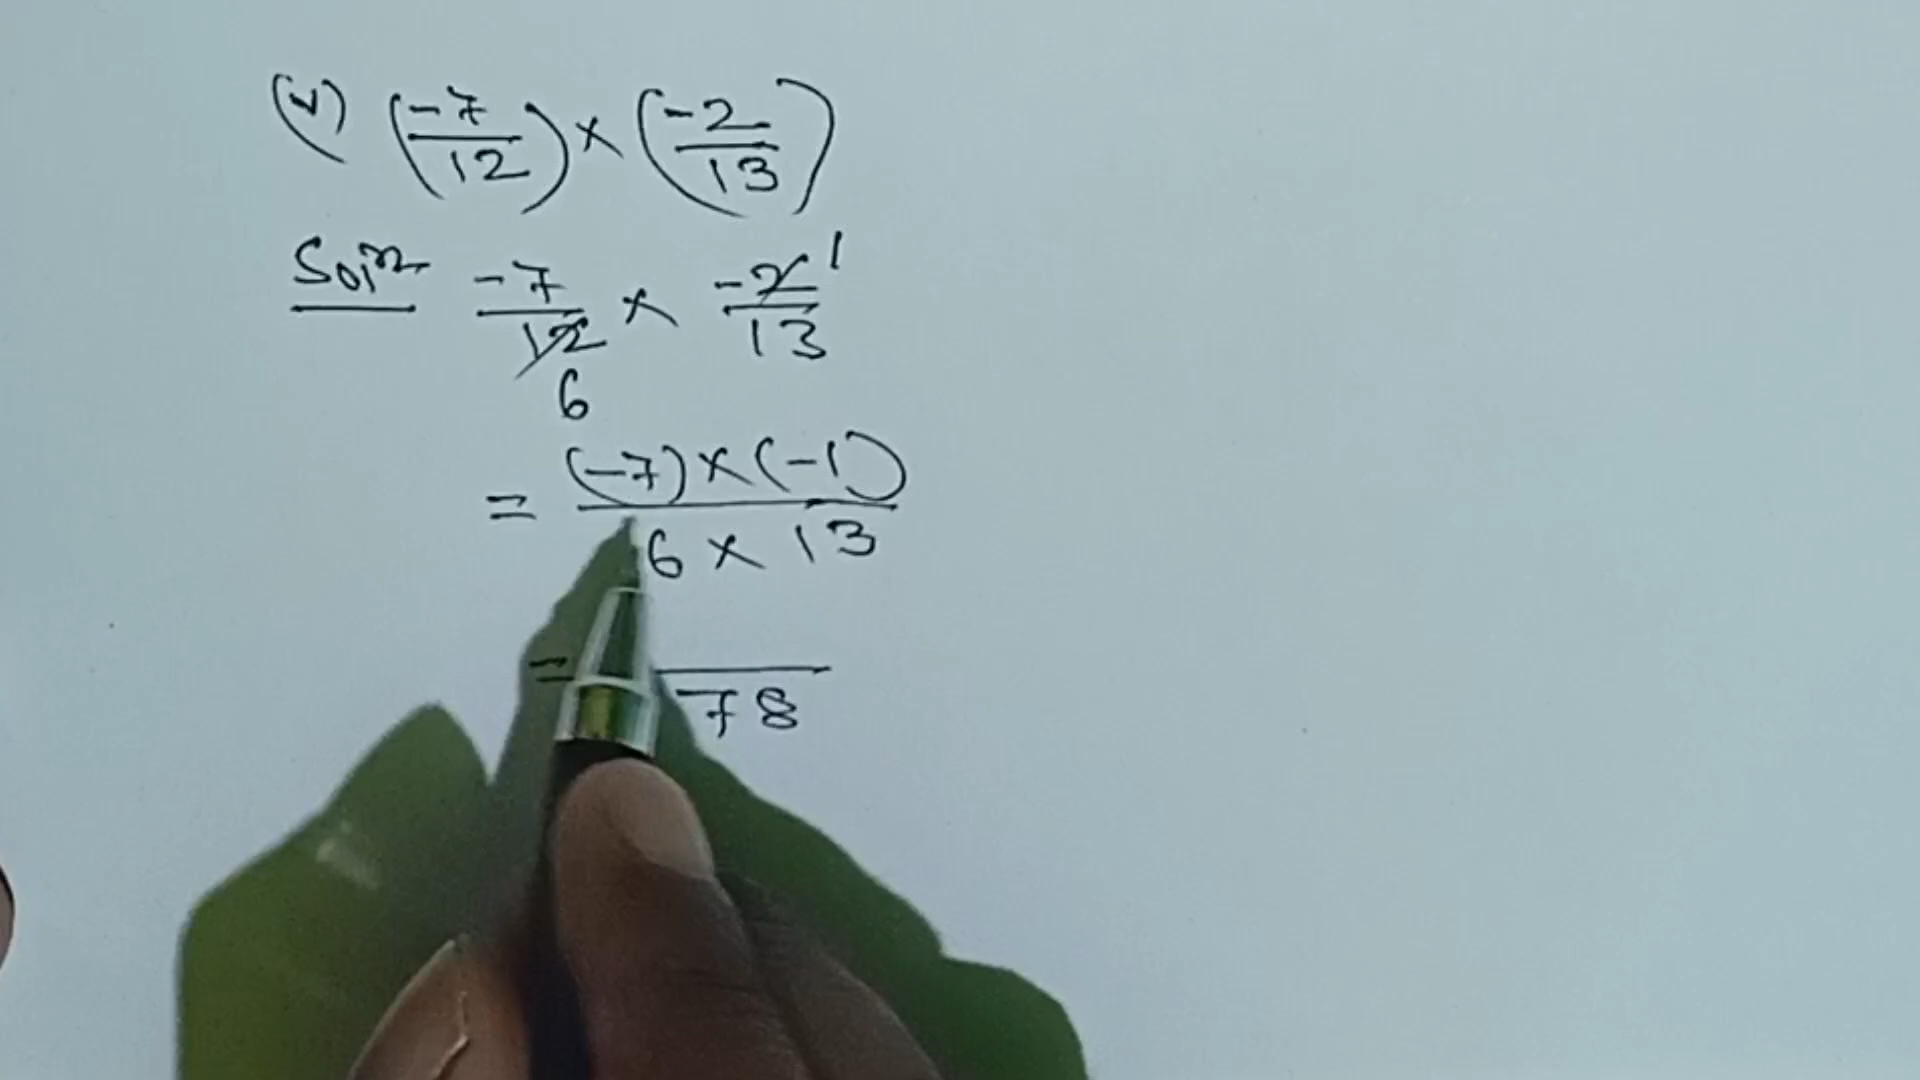 (v) (-7/12) × (-2/13)
Solⁿ -7/12 × -2/13 1
6
= (-7)×(-1)/6 × 13
= /78